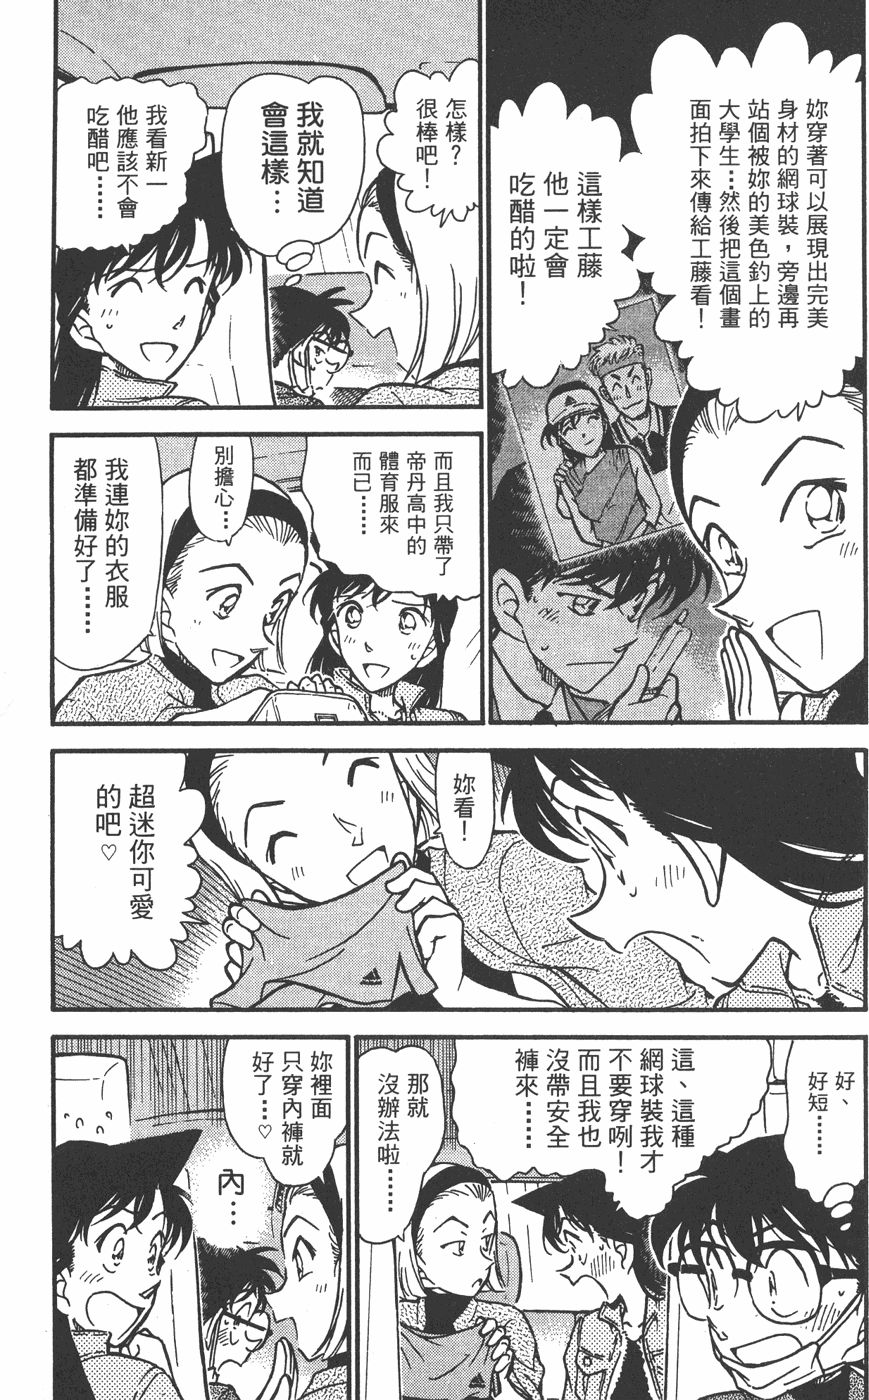 妳穿著可以展現出完美
身材的網球裝，旁邊再
站個被妳的美色釣上的
大學生…然後把這個畫
面拍下來傳給工藤看！
這樣工藤
他一定會
吃醋的啦！
怎樣？
很棒吧！
我就知道
會這樣…
我看新一
他應該不會
吃醋吧……
而且我只帶了
帝丹高中的
體育服來
而已……
別擔心…
我連妳的衣服
都準備好了……
妳看！
超迷你可愛
的吧♡
好、
好短……
這、這種
網球裝我才
不要穿咧！
而且我也
沒帶安全
褲來……
那就
沒辦法啦……
妳裡面
只穿內褲就
好了…♡
內…